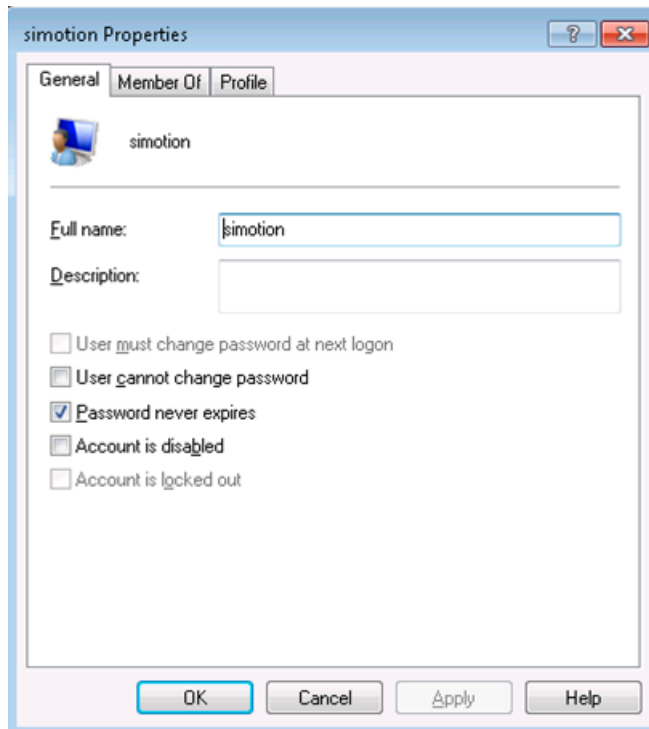 simotion Properties
?
General Member Of Profile
simotion
Full name: simotion
Description:
User must change password at next logon
User cannot change password
Password never expires
Account is disabled
Account is locked out
OK Cancel Apply Help